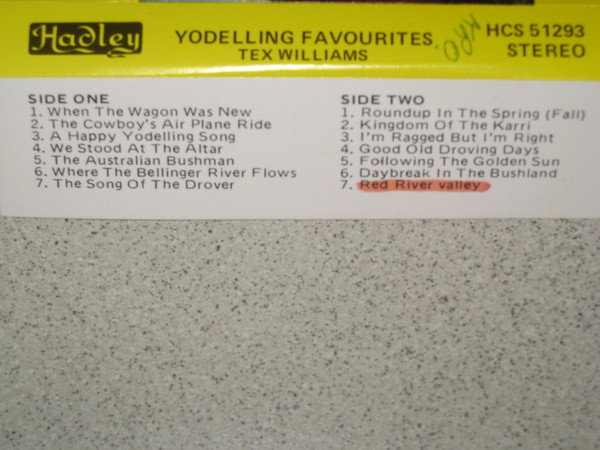 Hadley
YODELLING FAVOURITES
TEX WILLIAMS
HCS 51293
STEREO
SIDE ONE
1. When The Wagon Was New
2. The Cowboy's Air Plane Ride
3. A Happy Yodelling Song
4. We Stood At The Altar
5. The Australian Bushman
6. Where The Bellinger River Flows
7. The Song Of The Drover
SIDE TWO
1. Roundup In The Spring (Fall)
2. Kingdom Of The Karri
3. I'm Ragged But I'm Right
4. Good Old Droving Days
5. Following The Golden Sun
6. Daybreak In The Bushland
7. Red River valley